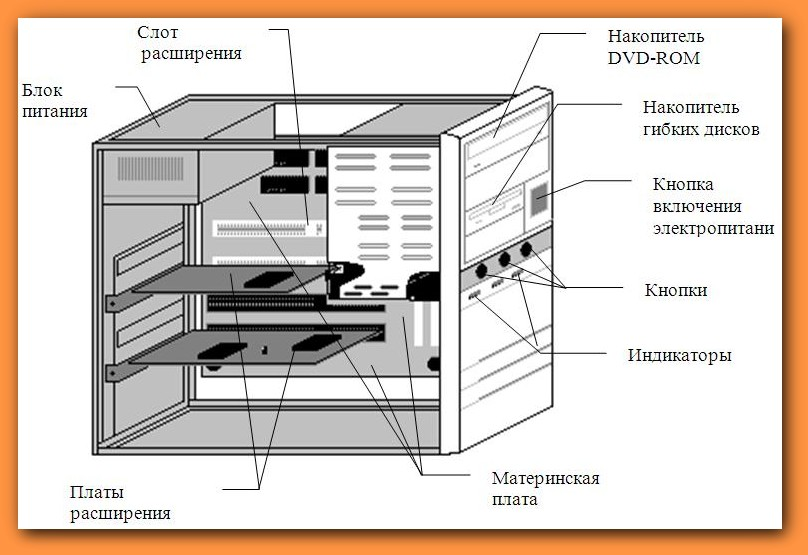 Слот
расширения
Накопитель
DVD-ROM
Блок
питания
Накопитель
гибких дисков
Кнопка
включения
электропитани
Кнопки
Индикаторы
Материнская
плата
Платы
расширения